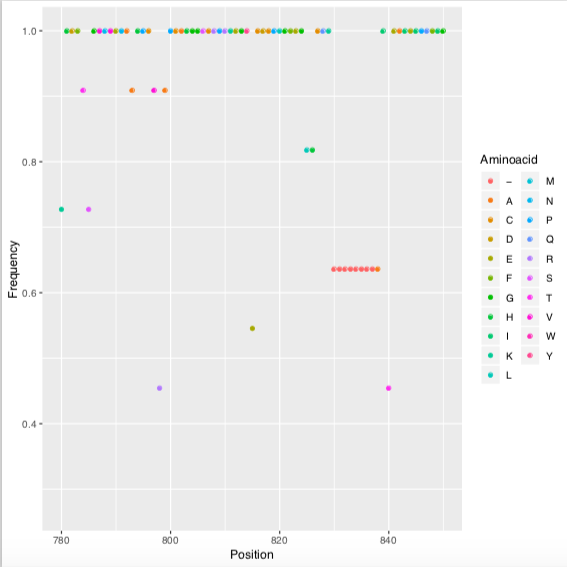 1.0
0.8
0.6
0.4
Frequency
780 800 820 840
Position
Aminoacid
– M
A N
C P
D Q
E R
F S
G T
H V
I W
K Y
L